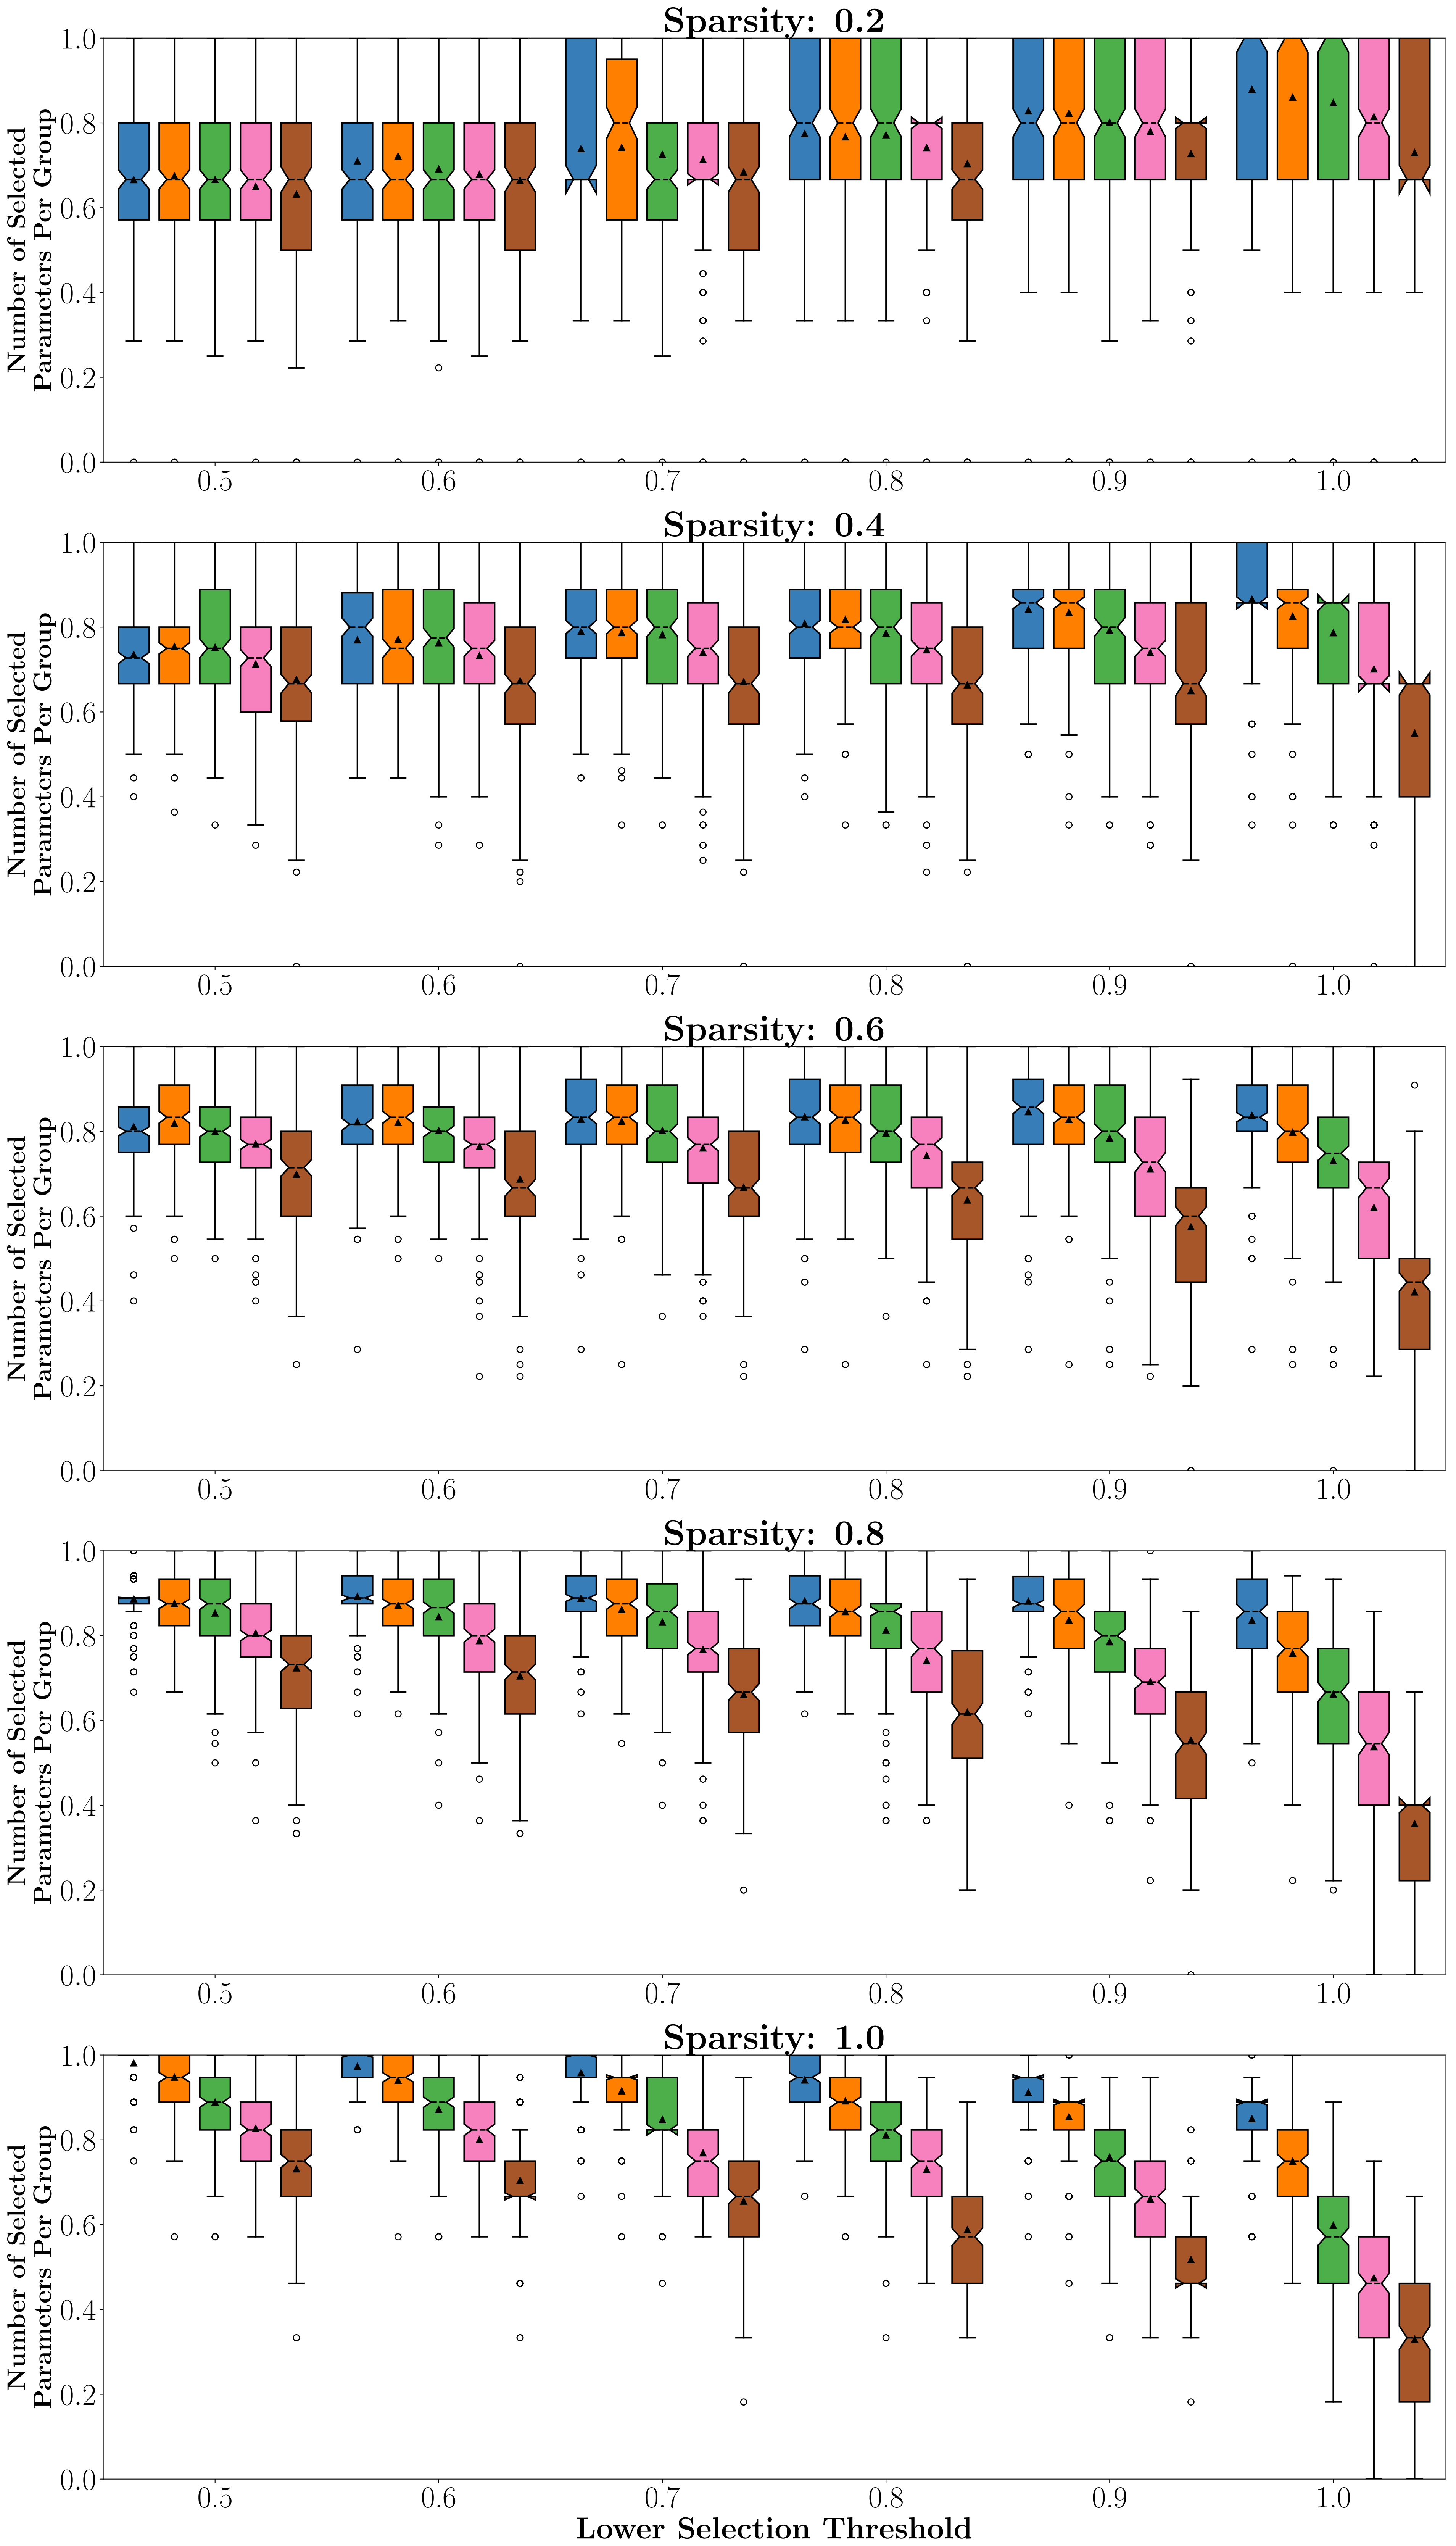 Sparsity: 0.2
1.0
0.8
0.6
0.4
0.2
0.0
Number of Selected
Parameters Per Group
0.5 0.6 0.7 0.8 0.9 1.0
Sparsity: 0.4
1.0
0.8
0.6
0.4
0.2
0.0
Number of Selected
Parameters Per Group
0.5 0.6 0.7 0.8 0.9 1.0
Sparsity: 0.6
1.0
0.8
0.6
0.4
0.2
0.0
Number of Selected
Parameters Per Group
0.5 0.6 0.7 0.8 0.9 1.0
Sparsity: 0.8
1.0
0.8
0.6
0.4
0.2
0.0
Number of Selected
Parameters Per Group
0.5 0.6 0.7 0.8 0.9 1.0
Sparsity: 1.0
1.0
0.8
0.6
0.4
0.2
0.0
Number of Selected
Parameters Per Group
0.5 0.6 0.7 0.8 0.9 1.0
Lower Selection Threshold